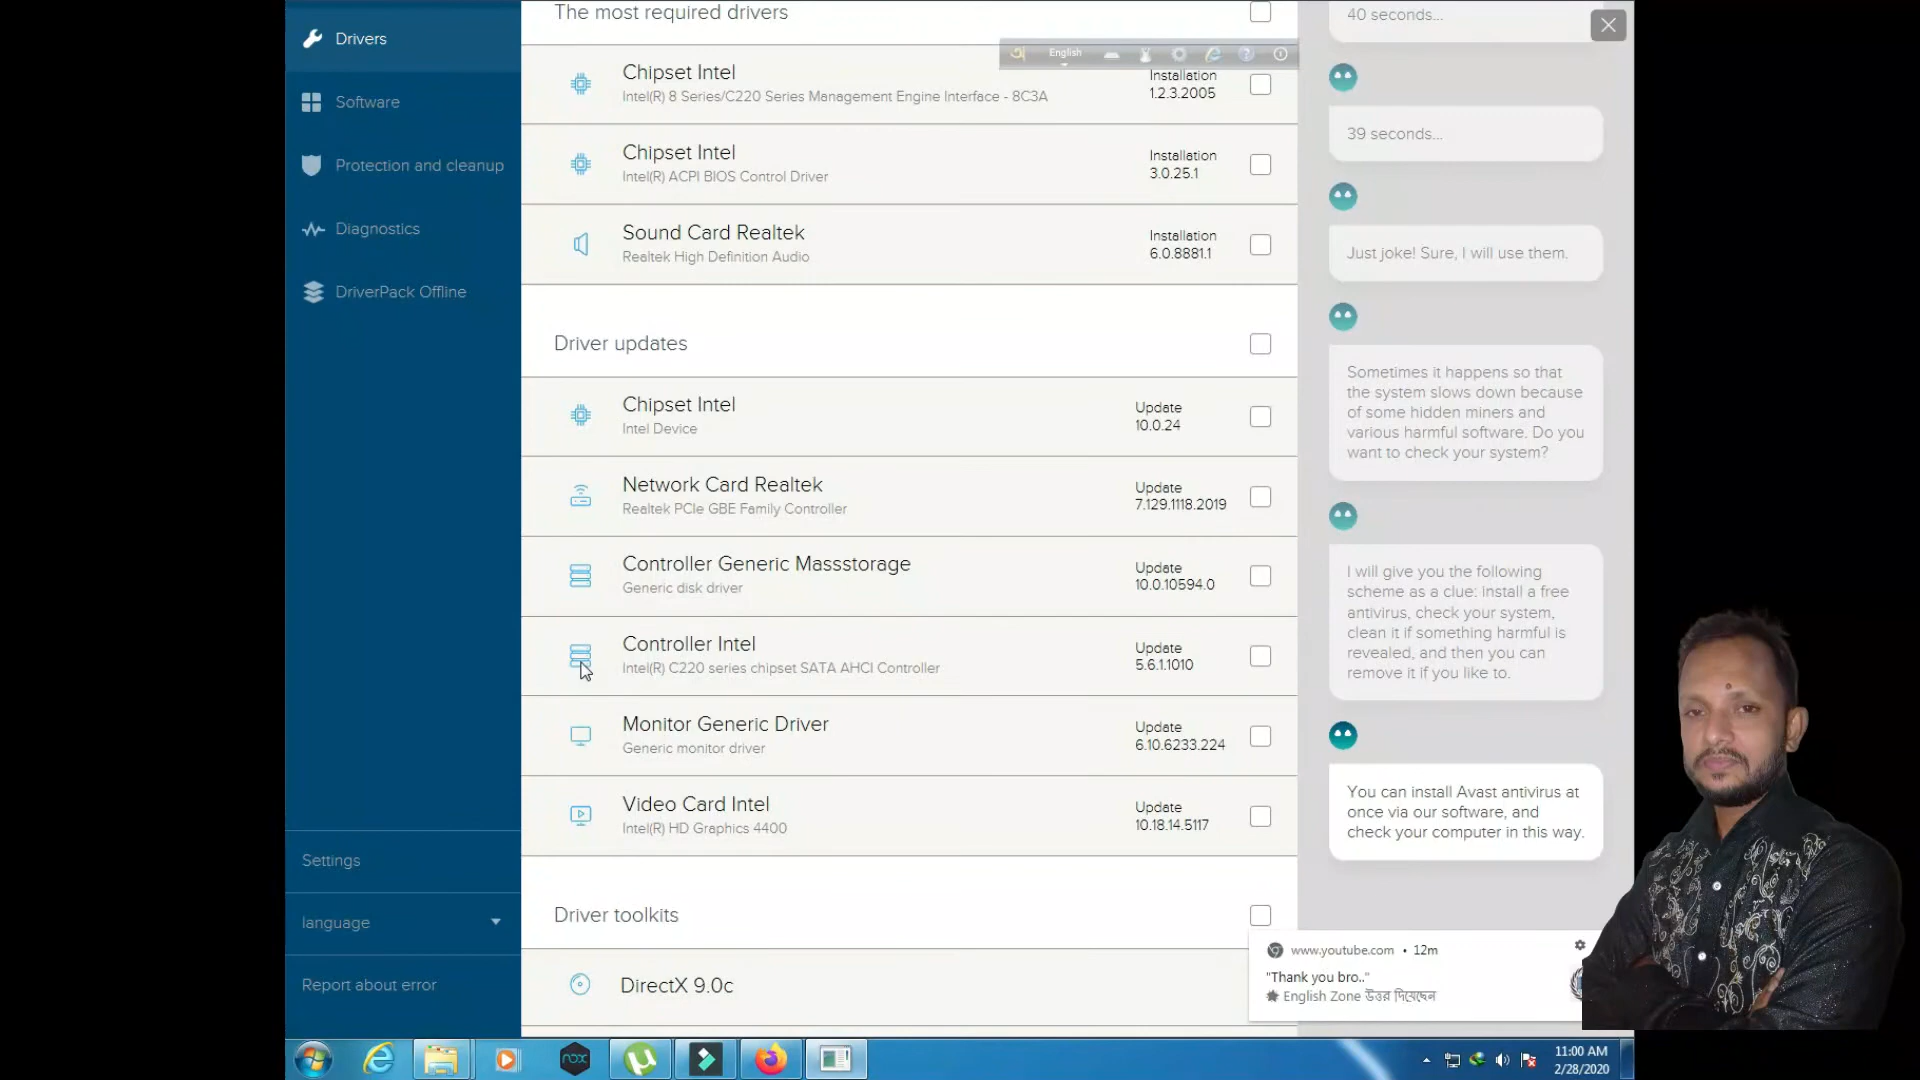 Drivers
Software
Protection and cleanup
Diagnostics
DriverPack Offline
Settings
language
Report about error
The most required drivers
English
Chipset Intel
Intel(R) 8 Series/C220 Series Management Engine Interface - 8C3A
Installation
1.2.3.2005
Chipset Intel
Intel(R) ACPI BIOS Control Driver
Installation
3.0.25.1
Sound Card Realtek
Realtek High Definition Audio
Installation
6.0.8881.1
Driver updates
Chipset Intel
Intel Device
Update
10.0.24
Network Card Realtek
Realtek PCIe GBE Family Controller
Update
7.129.1118.2019
Controller Generic Massstorage
Generic disk driver
Update
10.0.10594.0
Controller Intel
Intel(R) C220 series chipset SATA AHCI Controller
Update
5.6.1.1010
Monitor Generic Driver
Generic monitor driver
Update
6.10.6233.224
Video Card Intel
Intel(R) HD Graphics 4400
Update
10.18.14.5117
Driver toolkits
DirectX 9.0c
40 seconds...
39 seconds...
Just joke! Sure, I will use them.
Sometimes it happens so that
the system slows down because
of some hidden miners and
various harmful software. Do you
want to check your system?
I will give you the following
scheme as a clue: install a free
antivirus, check your system,
clean it if something harmful is
revealed, and then you can
remove it if you like to.
You can install Avast antivirus at
once via our software, and
check your computer in this way.
www.youtube.com • 12m
"Thank you bro.."
English Zone উত্তর দিয়েছেন
nox
11:00 AM
2/28/2020